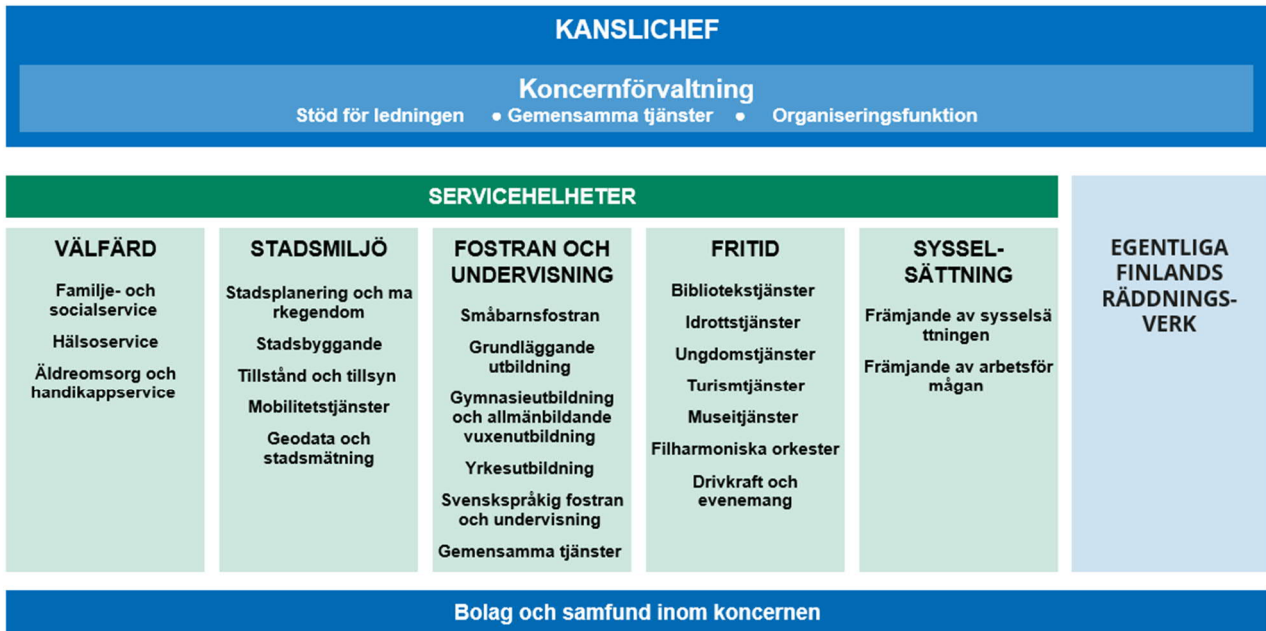 KANSLICHEF
Koncernförvaltning
Stöd för ledningen ● Gemensamma tjänster ● Organiseringsfunktion
SERVICEHELHETER
VÄLFÄRD
Familje- och
socialservice
Hälsoservice
Äldreomsorg och
handikappservice
STADSMILJÖ
Stadsplanering och ma
rkegendom
Stadsbyggande
Tillstånd och tillsyn
Mobilitetstjänster
Geodata och
stadsmätning
FOSTRAN OCH
UNDERVISNING
Småbarnsfostran
Grundläggande
utbildning
Gymnasieutbildning
och allmänbildande
vuxenutbildning
Yrkesutbildning
Svenskspråkig fostran
och undervisning
Gemensamma tjänster
FRITID
Bibliotekstjänster
Idrottstjänster
Ungdomstjänster
Turismtjänster
Museitjänster
Filharmoniska orkester
Drivkraft och
evenemang
SYSSEL-
SÄTTNING
Främjande av sysselsä
ttningen
Främjande av arbetsför
mågan
EGENTLIGA
FINLANDS
RÄDDNINGS-
VERK
Bolag och samfund inom koncernen